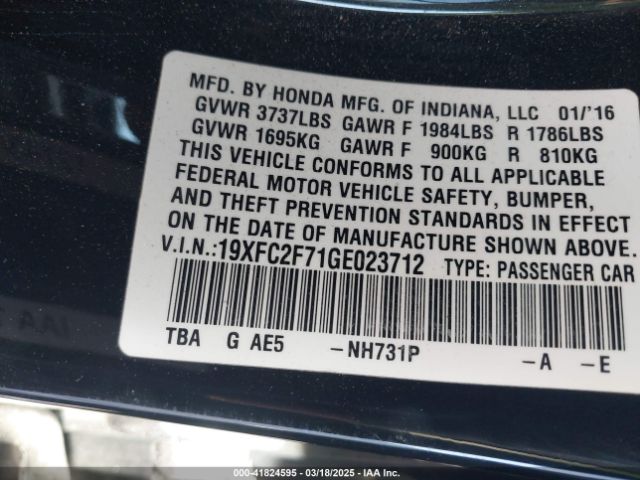 MFD. BY HONDA MFG. OF INDIANA, LLC 01/'16
GVWR 3737LBS GAWR F 1984LBS R 1786LBS
GVWR 1695KG GAWR F 900KG R 810KG
THIS VEHICLE CONFORMS TO ALL APPLICABLE
FEDERAL MOTOR VEHICLE SAFETY, BUMPER,
AND THEFT PREVENTION STANDARDS IN EFFECT
ON THE DATE OF MANUFACTURE SHOWN ABOVE.
V.I.N.:19XFC2F71GE023712 TYPE: PASSENGER CAR
TBA G AE5 -NH731P -A -E
000-41824595 - 03/18/2025 - IAA Inc.